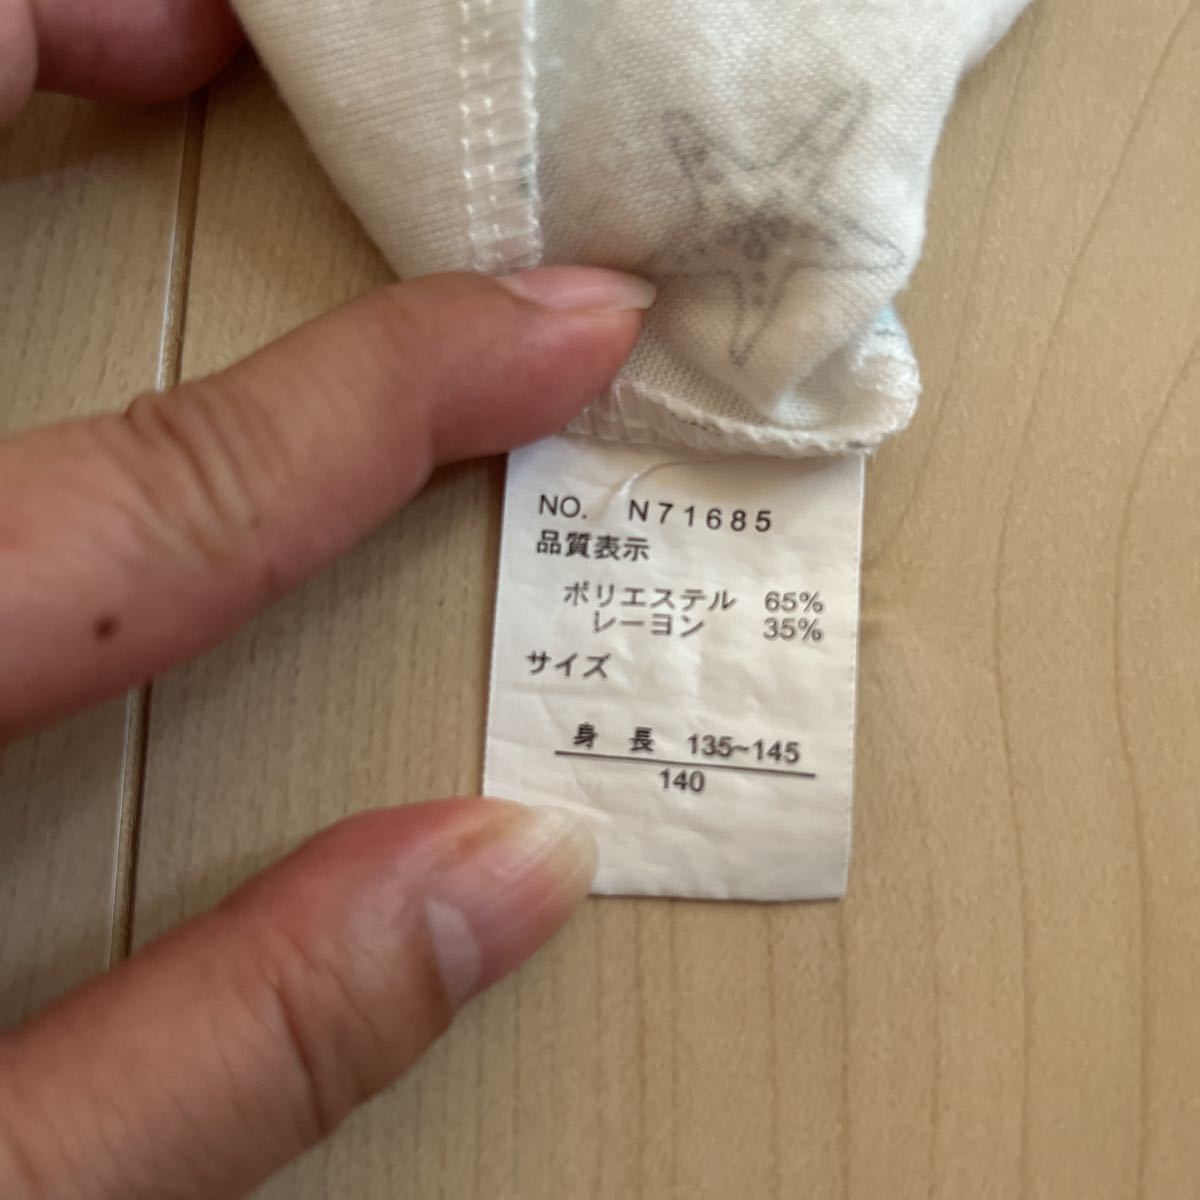 NO. N71685
品質表示
ポリエステル 65%
レーヨン 35%
サイズ
身 長 135~145
140